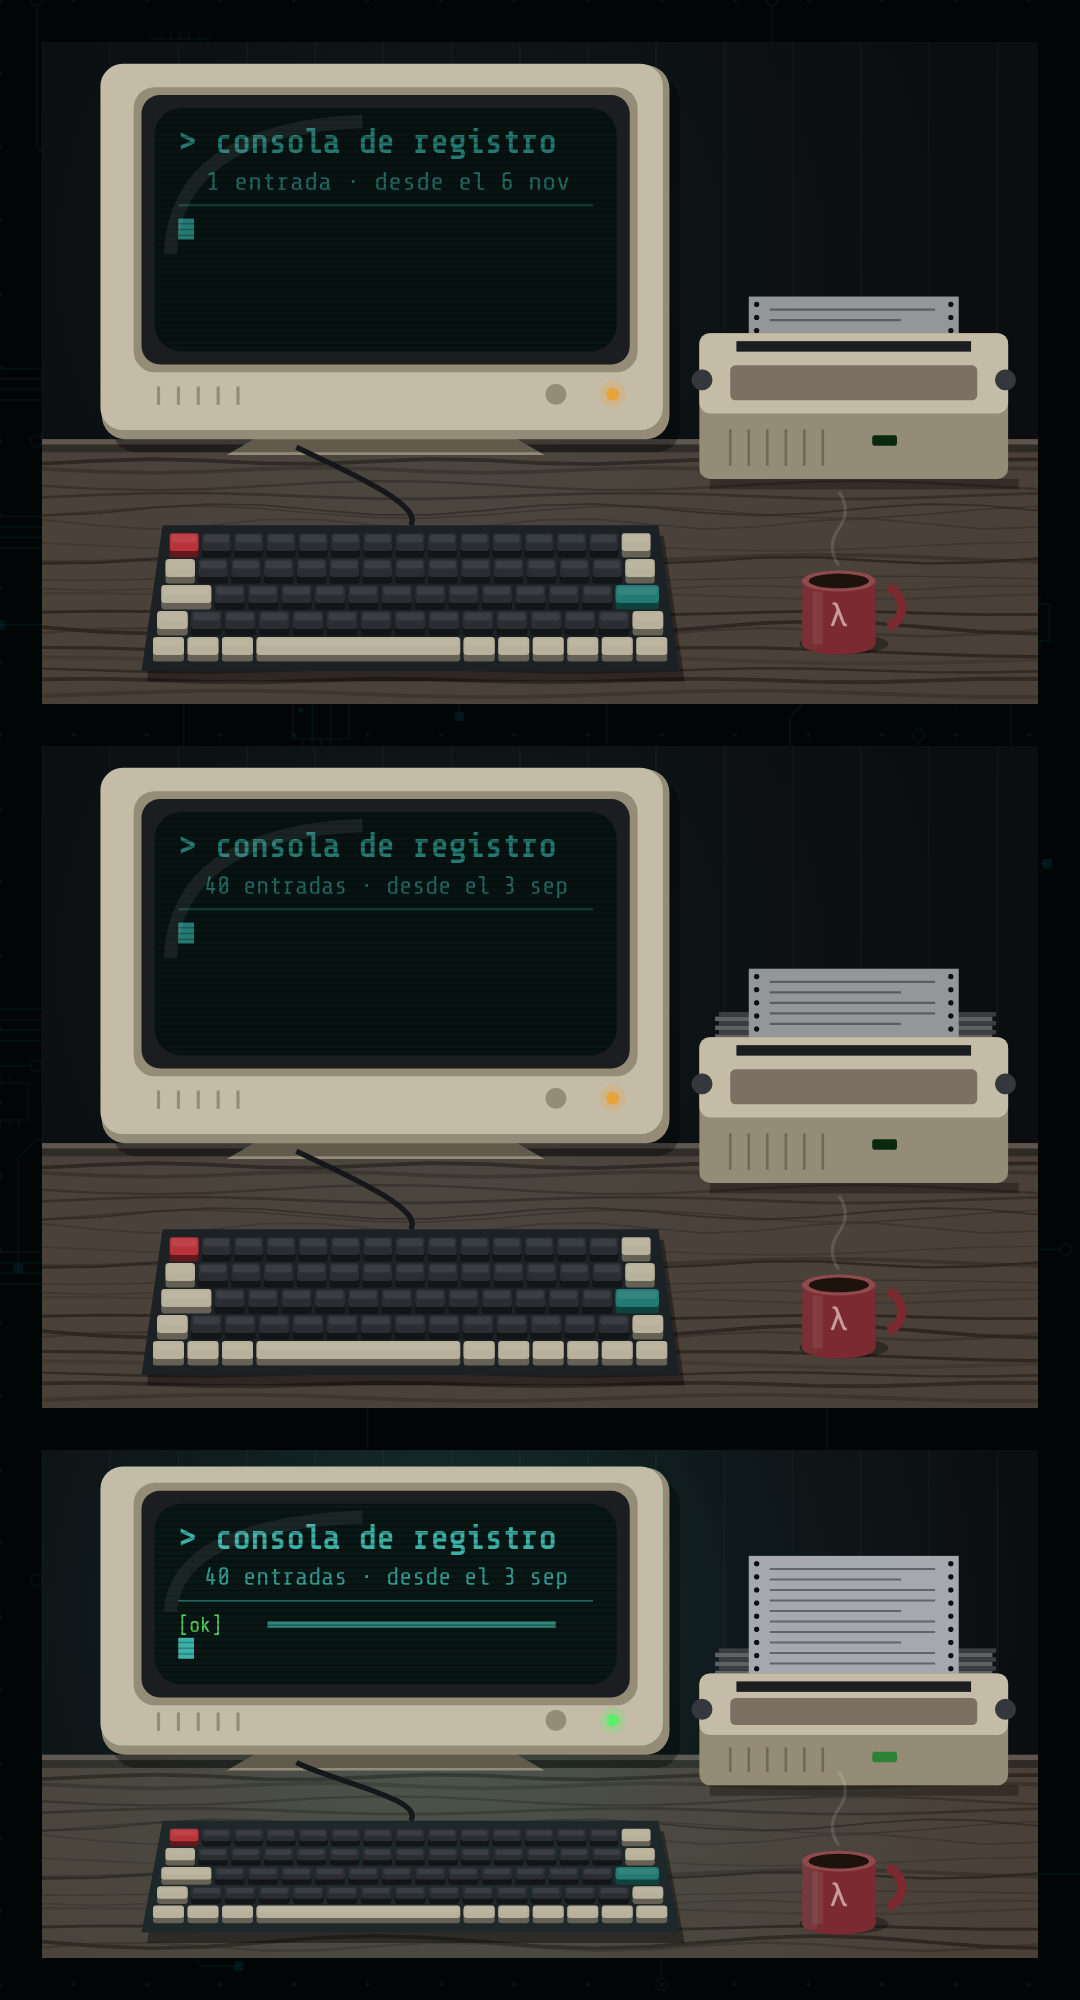 > consola de registro
1 entrada · desde el 6 nov
λ
> consola de registro
40 entradas · desde el 3 sep
λ
> consola de registro
40 entradas · desde el 3 sep
[ok]
λ